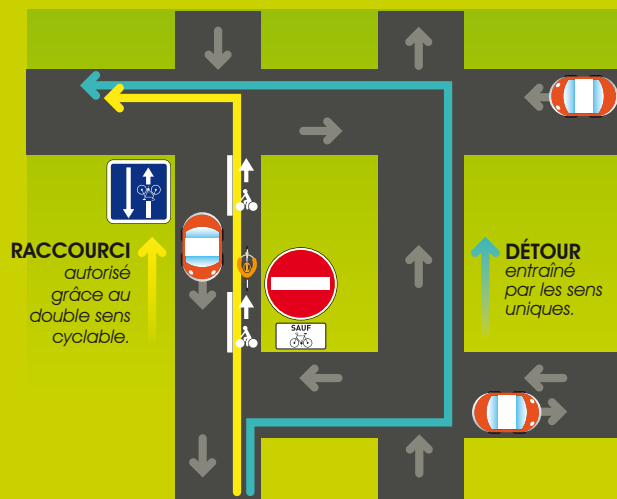 RACCOURCI
autorisé
grâce au
double sens
cyclable.
SAUF
DÉTOUR
entraîné
par les sens
uniques.